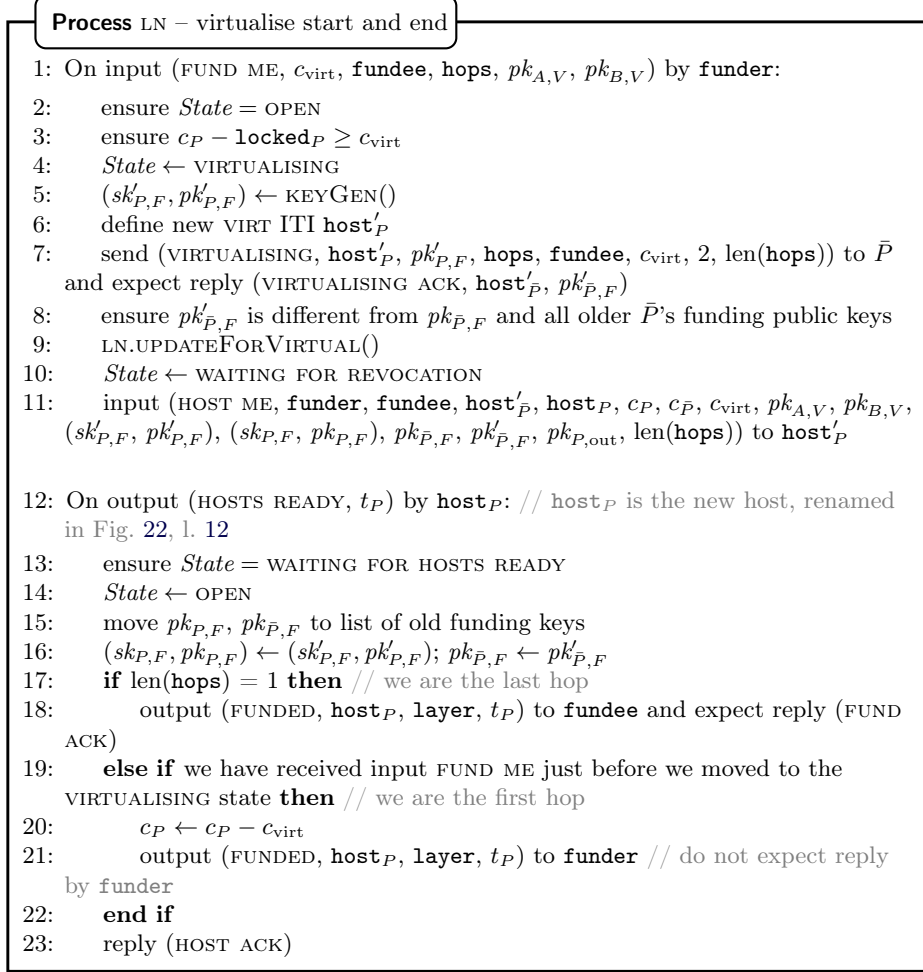 Process LN – virtualise start and end
1: On input (FUND ME, c_virt, fundee, hops, pk_{A,V}, pk_{B,V}) by funder:
2: ensure State = OPEN
3: ensure c_P − locked_P ≥ c_virt
4: State ← VIRTUALISING
5: (sk′_{P,F}, pk′_{P,F}) ← KEYGEN()
6: define new VIRT ITI host′_P
7: send (VIRTUALISING, host′_P, pk′_{P,F}, hops, fundee, c_virt, 2, len(hops)) to P̄
and expect reply (VIRTUALISING ACK, host′_P̄, pk′_{P̄,F})
8: ensure pk′_{P̄,F} is different from pk_{P̄,F} and all older P̄'s funding public keys
9: LN.UPDATEFORVIRTUAL()
10: State ← WAITING FOR REVOCATION
11: input (HOST ME, funder, fundee, host′_P̄, host_P, c_P, c_P̄, c_virt, pk_{A,V}, pk_{B,V},
(sk′_{P,F}, pk′_{P,F}), (sk_{P,F}, pk_{P,F}), pk_{P̄,F}, pk′_{P̄,F}, pk_{P,out}, len(hops)) to host′_P
12: On output (HOSTS READY, t_P) by host_P: // host_P is the new host, renamed
in Fig. 22, l. 12
13: ensure State = WAITING FOR HOSTS READY
14: State ← OPEN
15: move pk_{P,F}, pk_{P̄,F} to list of old funding keys
16: (sk_{P,F}, pk_{P,F}) ← (sk′_{P,F}, pk′_{P,F}); pk_{P̄,F} ← pk′_{P̄,F}
17: if len(hops) = 1 then // we are the last hop
18: output (FUNDED, host_P, layer, t_P) to fundee and expect reply (FUND
ACK)
19: else if we have received input FUND ME just before we moved to the
VIRTUALISING state then // we are the first hop
20: c_P ← c_P − c_virt
21: output (FUNDED, host_P, layer, t_P) to funder // do not expect reply
by funder
22: end if
23: reply (HOST ACK)